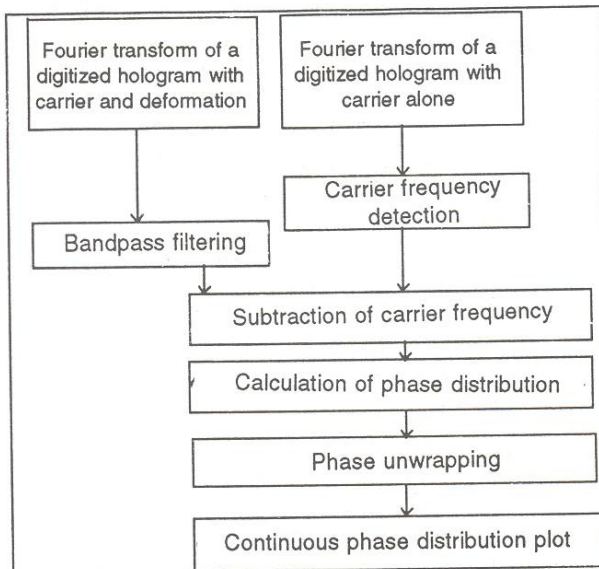 Fourier transform of a
digitized hologram with
carrier and deformation
Fourier transform of a
digitized hologram with
carrier alone
Carrier frequency
detection
Bandpass filtering
Subtraction of carrier frequency
Calculation of phase distribution
Phase unwrapping
Continuous phase distribution plot